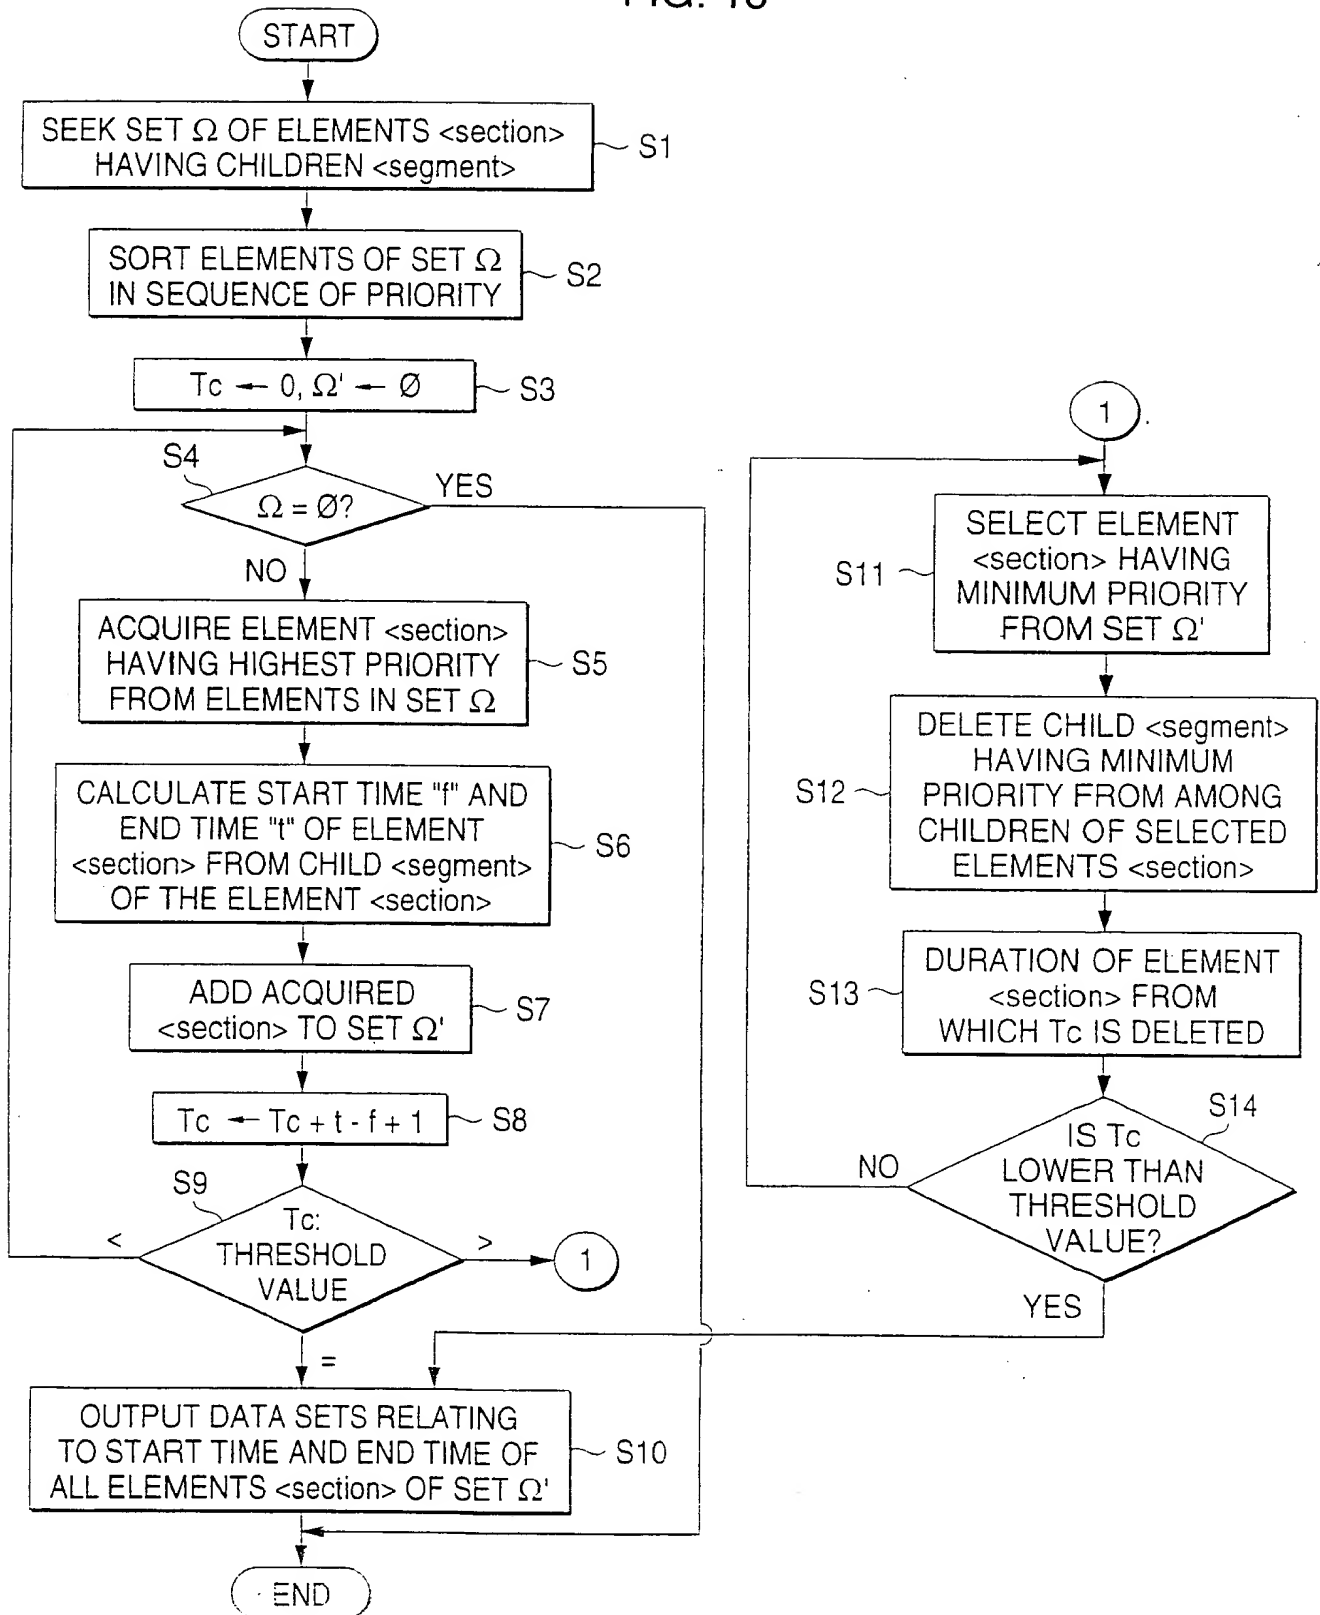 START
SEEK SET Ω OF ELEMENTS <section>
HAVING CHILDREN <segment>
S1
SORT ELEMENTS OF SET Ω
IN SEQUENCE OF PRIORITY
S2
Tc ← 0, Ω' ← Ø
S3
S4
Ω = Ø?
YES
NO
ACQUIRE ELEMENT <section>
HAVING HIGHEST PRIORITY
FROM ELEMENTS IN SET Ω
S5
CALCULATE START TIME "f" AND
END TIME "t" OF ELEMENT
<section> FROM CHILD <segment>
OF THE ELEMENT <section>
S6
ADD ACQUIRED
<section> TO SET Ω'
S7
Tc ← Tc + t - f + 1
S8
S9
Tc:
THRESHOLD
VALUE
<
>
1
=
OUTPUT DATA SETS RELATING
TO START TIME AND END TIME OF
ALL ELEMENTS <section> OF SET Ω'
S10
END
1
SELECT ELEMENT
<section> HAVING
MINIMUM PRIORITY
FROM SET Ω'
S11
DELETE CHILD <segment>
HAVING MINIMUM
PRIORITY FROM AMONG
CHILDREN OF SELECTED
ELEMENTS <section>
S12
DURATION OF ELEMENT
<section> FROM
WHICH Tc IS DELETED
S13
S14
IS Tc
LOWER THAN
THRESHOLD
VALUE?
NO
YES